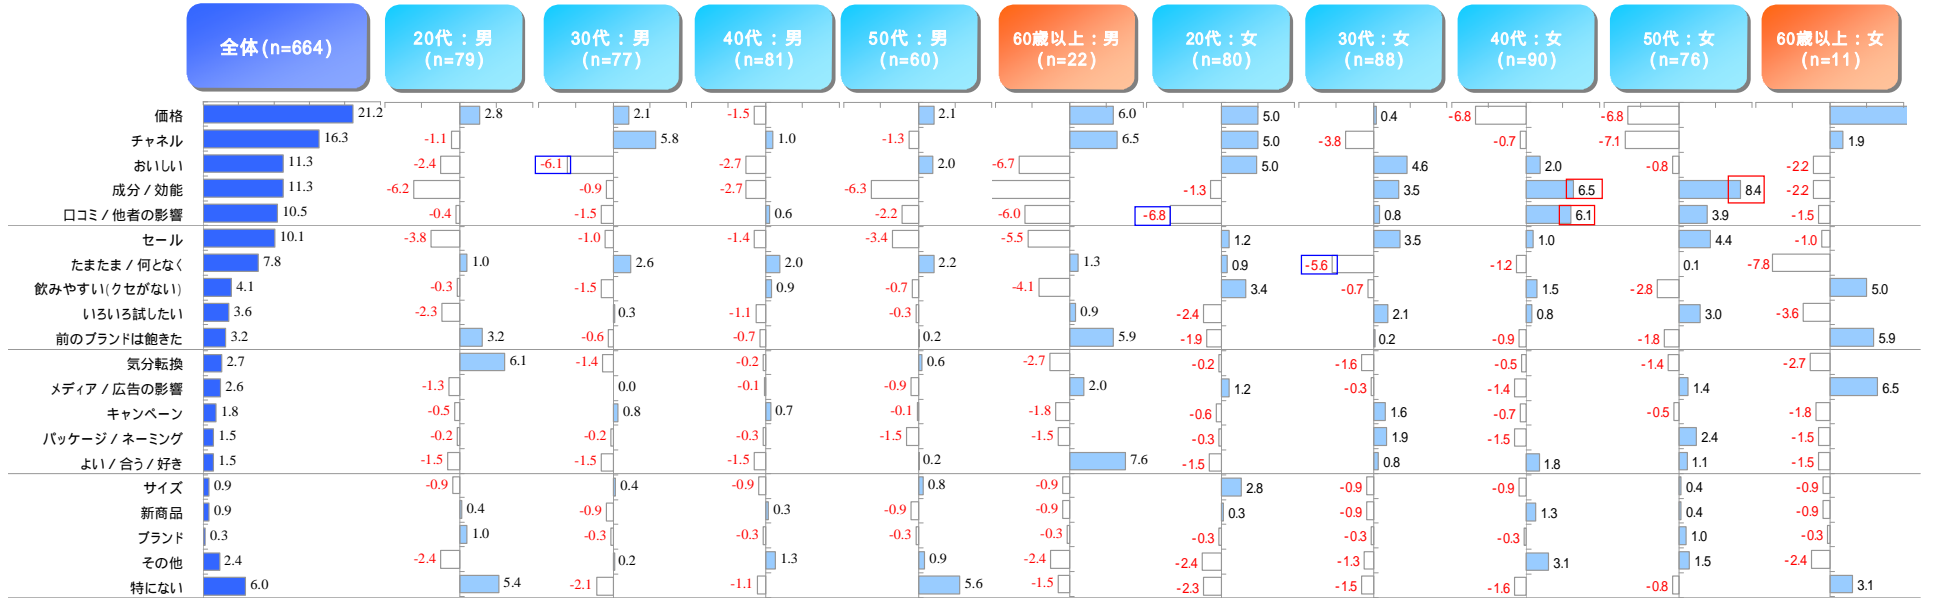 全体(n=664)
20代：男
(n=79)
30代：男
(n=77)
40代：男
(n=81)
50代：男
(n=60)
60歳以上：男
(n=22)
20代：女
(n=80)
30代：女
(n=88)
40代：女
(n=90)
50代：女
(n=76)
60歳以上：女
(n=11)
価格 21.2 2.8 2.1 -1.5 2.1 6.0 5.0 0.4 -6.8 -6.8
チャネル 16.3 -1.1 5.8 1.0 -1.3 6.5 5.0 -3.8 -0.7 -7.1 1.9
おいしい 11.3 -2.4 -6.1 -2.7 2.0 -6.7 5.0 4.6 2.0 -0.8 -2.2
成分/効能 11.3 -6.2 -0.9 -2.7 -6.3 -1.3 3.5 6.5 8.4 -2.2
口コミ/他者の影響 10.5 -0.4 -1.5 0.6 -2.2 -6.0 -6.8 0.8 6.1 3.9 -1.5
セール 10.1 -3.8 -1.0 -1.4 -3.4 -5.5 1.2 3.5 1.0 4.4 -1.0
たまたま/何となく 7.8 1.0 2.6 2.0 2.2 1.3 0.9 -5.6 -1.2 0.1 -7.8
飲みやすい(クセがない) 4.1 -0.3 -1.5 0.9 -0.7 -4.1 3.4 -0.7 1.5 -2.8 5.0
いろいろ試したい 3.6 -2.3 0.3 -1.1 -0.3 0.9 -2.4 2.1 0.8 3.0 -3.6
前のブランドは飽きた 3.2 3.2 -0.6 -0.7 0.2 5.9 -1.9 0.2 -0.9 -1.8 5.9
気分転換 2.7 6.1 -1.4 -0.2 0.6 -2.7 -0.2 -1.6 -0.5 -1.4 -2.7
メディア/広告の影響 2.6 -1.3 0.0 -0.1 -0.9 2.0 1.2 -0.3 -1.4 1.4 6.5
キャンペーン 1.8 -0.5 0.8 0.7 -0.1 -1.8 -0.6 1.6 -0.7 -0.5 -1.8
パッケージ/ネーミング 1.5 -0.2 -0.2 -0.3 -1.5 -1.5 -0.3 1.9 -1.5 2.4 -1.5
よい/合う/好き 1.5 -1.5 -1.5 -1.5 0.2 7.6 -1.5 0.8 1.8 1.1 -1.5
サイズ 0.9 -0.9 0.4 -0.9 0.8 -0.9 2.8 -0.9 -0.9 0.4 -0.9
新商品 0.9 0.4 -0.9 0.3 -0.9 -0.9 0.3 -0.9 1.3 0.4 -0.9
ブランド 0.3 1.0 -0.3 -0.3 -0.3 -0.3 -0.3 -0.3 -0.3 1.0 -0.3
その他 2.4 -2.4 0.2 1.3 0.9 -2.4 -2.4 -1.3 3.1 1.5 -2.4
特にない 6.0 5.4 -2.1 -1.1 5.6 -1.5 -2.3 -1.5 -1.6 -0.8 3.1